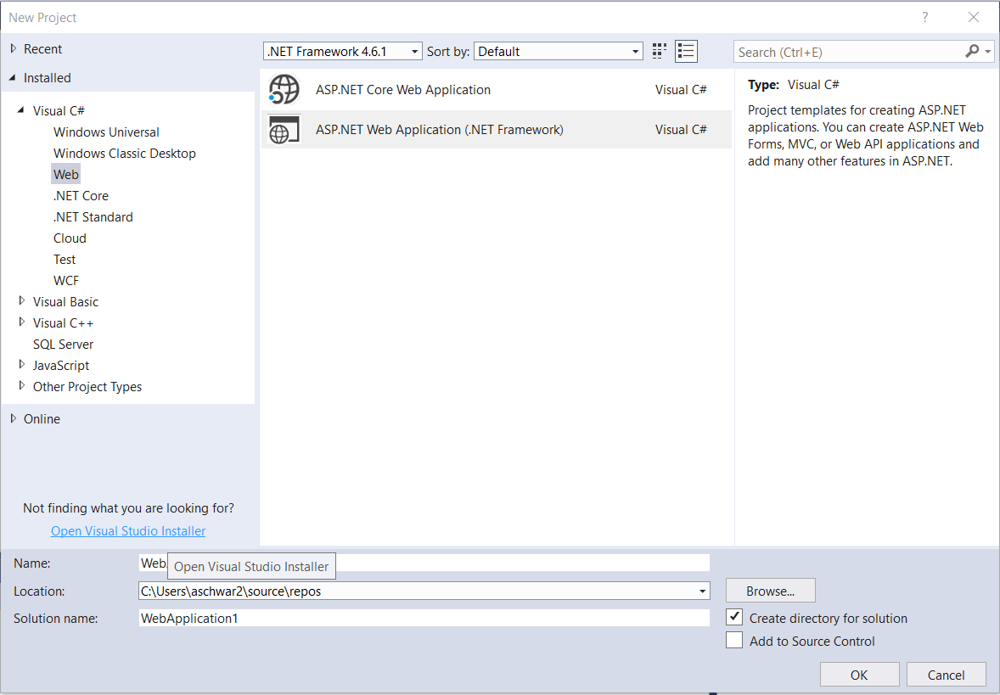 New Project
?
Recent
Installed
Visual C#
Windows Universal
Windows Classic Desktop
Web
.NET Core
.NET Standard
Cloud
Test
WCF
Visual Basic
Visual C++
SQL Server
JavaScript
Other Project Types
Online
Not finding what you are looking for?
Open Visual Studio Installer
.NET Framework 4.6.1 Sort by: Default
ASP.NET Core Web Application Visual C#
ASP.NET Web Application (.NET Framework) Visual C#
Search (Ctrl+E)
Type: Visual C#
Project templates for creating ASP.NET
applications. You can create ASP.NET Web
Forms, MVC, or Web API applications and
add many other features in ASP.NET.
Name: Web
Open Visual Studio Installer
Location: C:\Users\aschwar2\source\repos Browse...
Solution name: WebApplication1
Create directory for solution
Add to Source Control
OK Cancel